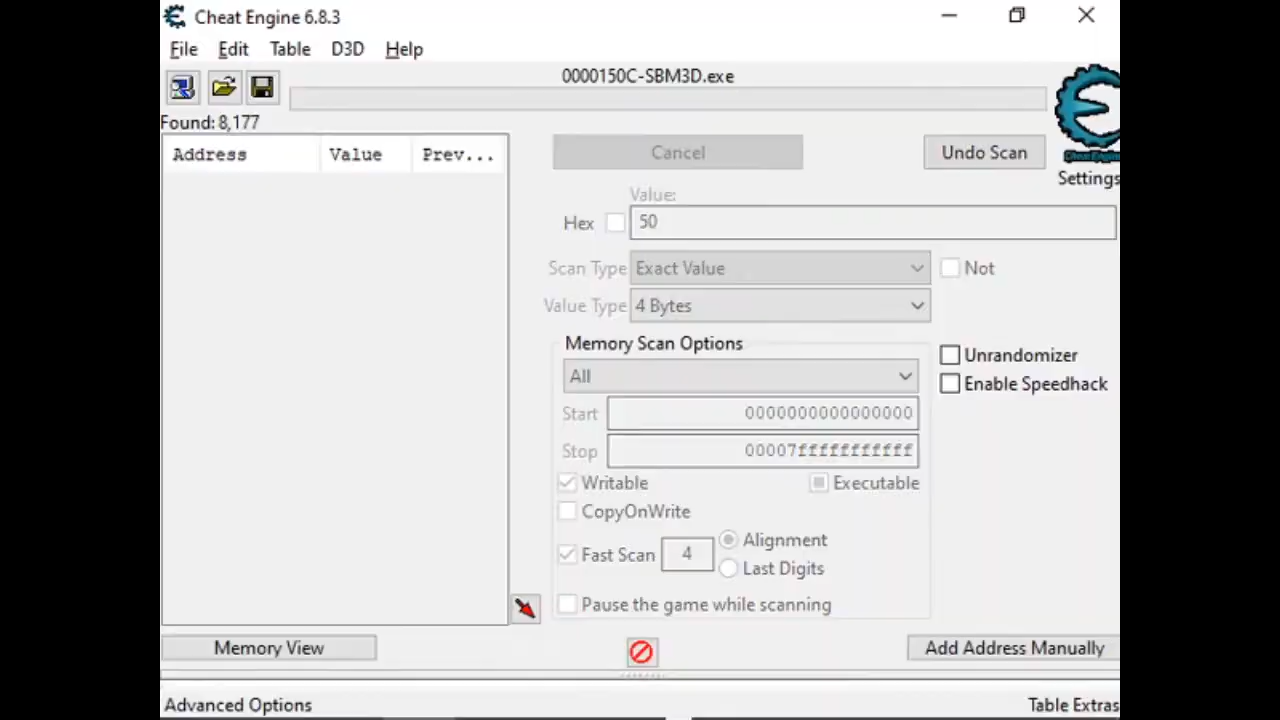 Cheat Engine 6.8.3
File Edit Table D3D Help
0000150C-SBM3D.exe
Found: 8,177
Address Value Prev...
Cancel
Undo Scan
Cheat Engine
Settings
Value:
Hex 50
Scan Type Exact Value Not
Value Type 4 Bytes
Memory Scan Options
All
Unrandomizer
Enable Speedhack
Start 0000000000000000
Stop 00007fffffffffff
Writable Executable
CopyOnWrite
Fast Scan 4 Alignment
Last Digits
Pause the game while scanning
Memory View
Add Address Manually
Advanced Options
Table Extras